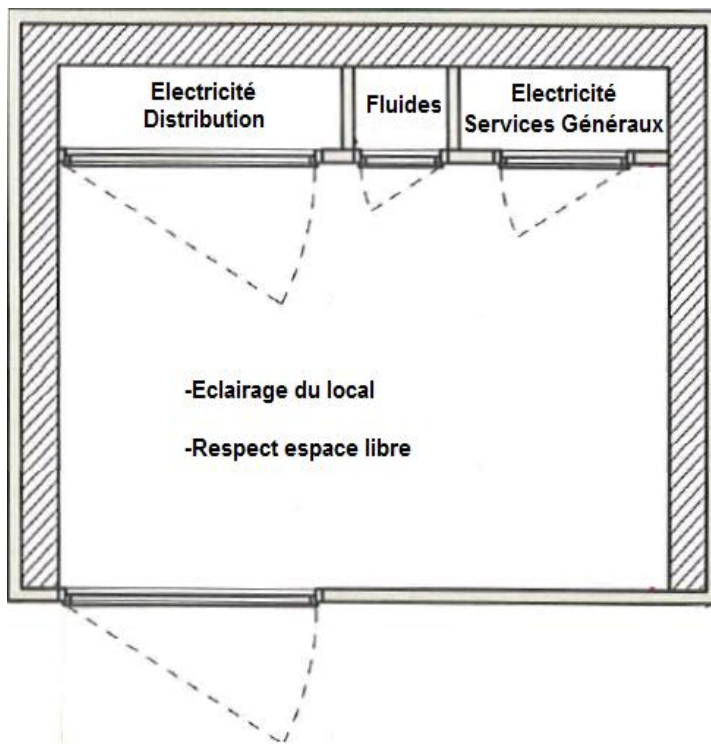 Electricité
Distribution
Fluides
Electricité
Services Généraux
-Eclairage du local
-Respect espace libre